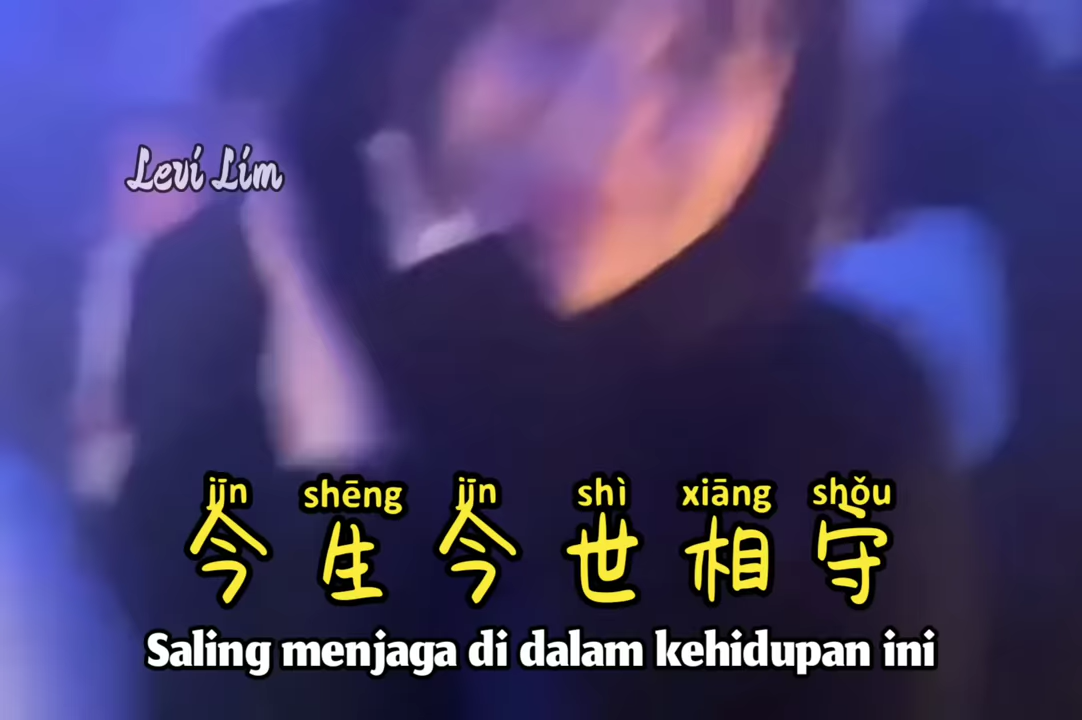 Levi Lim
jīn shēng jīn shì xiāng shǒu
今 生 今 世 相 守
Saling menjaga di dalam kehidupan ini